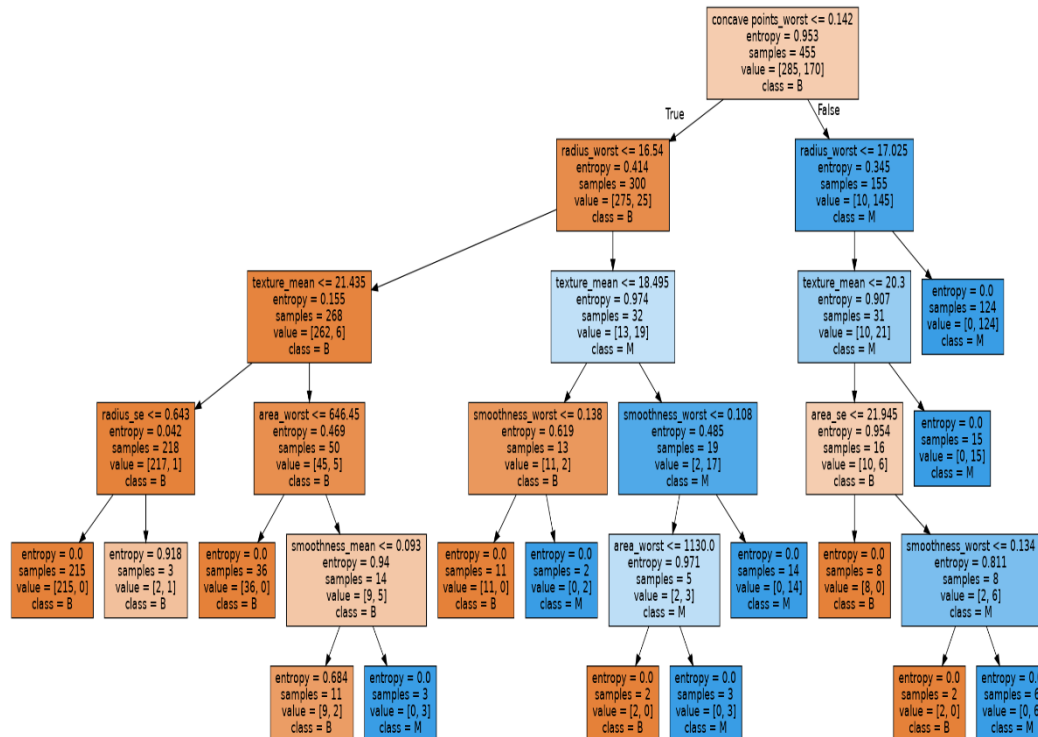 concave points_worst <= 0.142
entropy = 0.953
samples = 455
value = [285, 170]
class = B
True
False
radius_worst <= 16.54
entropy = 0.414
samples = 300
value = [275, 25]
class = B
radius_worst <= 17.025
entropy = 0.345
samples = 155
value = [10, 145]
class = M
texture_mean <= 21.435
entropy = 0.155
samples = 268
value = [262, 6]
class = B
texture_mean <= 18.495
entropy = 0.974
samples = 32
value = [13, 19]
class = M
texture_mean <= 20.3
entropy = 0.907
samples = 31
value = [10, 21]
class = M
entropy = 0.0
samples = 124
value = [0, 124]
class = M
radius_se <= 0.643
entropy = 0.042
samples = 218
value = [217, 1]
class = B
area_worst <= 646.45
entropy = 0.469
samples = 50
value = [45, 5]
class = B
smoothness_worst <= 0.138
entropy = 0.619
samples = 13
value = [11, 2]
class = B
smoothness_worst <= 0.108
entropy = 0.485
samples = 19
value = [2, 17]
class = M
area_se <= 21.945
entropy = 0.954
samples = 16
value = [10, 6]
class = B
entropy = 0.0
samples = 15
value = [0, 15]
class = M
entropy = 0.0
samples = 215
value = [215, 0]
class = B
entropy = 0.918
samples = 3
value = [2, 1]
class = B
entropy = 0.0
samples = 36
value = [36, 0]
class = B
smoothness_mean <= 0.093
entropy = 0.94
samples = 14
value = [9, 5]
class = B
entropy = 0.0
samples = 11
value = [11, 0]
class = B
entropy = 0.0
samples = 2
value = [0, 2]
class = M
area_worst <= 1130.0
entropy = 0.971
samples = 5
value = [2, 3]
class = M
entropy = 0.0
samples = 14
value = [0, 14]
class = M
entropy = 0.0
samples = 8
value = [8, 0]
class = B
smoothness_worst <= 0.134
entropy = 0.811
samples = 8
value = [2, 6]
class = M
entropy = 0.684
samples = 11
value = [9, 2]
class = B
entropy = 0.0
samples = 3
value = [0, 3]
class = M
entropy = 0.0
samples = 2
value = [2, 0]
class = B
entropy = 0.0
samples = 3
value = [0, 3]
class = M
entropy = 0.0
samples = 2
value = [2, 0]
class = B
entropy = 0.0
samples = 6
value = [0, 6]
class = M